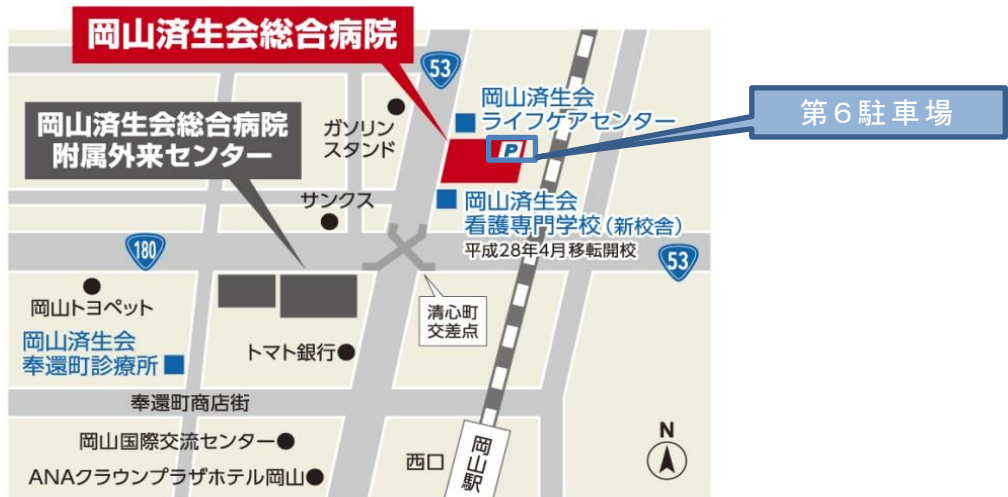 岡山済生会総合病院
53
岡山済生会
ライフケアセンター
第6駐車場
P
岡山済生会総合病院
附属外来センター
ガソリン
スタンド
サンクス
岡山済生会
看護専門学校(新校舎)
平成28年4月移転開校
180
53
岡山トヨペット
清心町
交差点
岡山済生会
奉還町診療所
トマト銀行
奉還町商店街
岡山国際交流センター
ANAクラウンプラザホテル岡山
西口
岡山駅
N